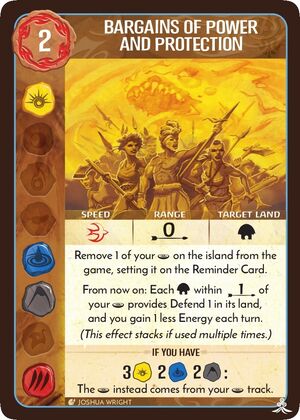 2
BARGAINS OF POWER
AND PROTECTION
SPEED RANGE TARGET LAND
0
Remove 1 of your on the island from the
game, setting it on the Reminder Card.
From now on: Each within 1 of
your provides Defend 1 in its land,
and you gain 1 less Energy each turn.
(This effect stacks if used multiple times.)
IF YOU HAVE
3 2 2 :
The instead comes from your track.
JOSHUA WRIGHT